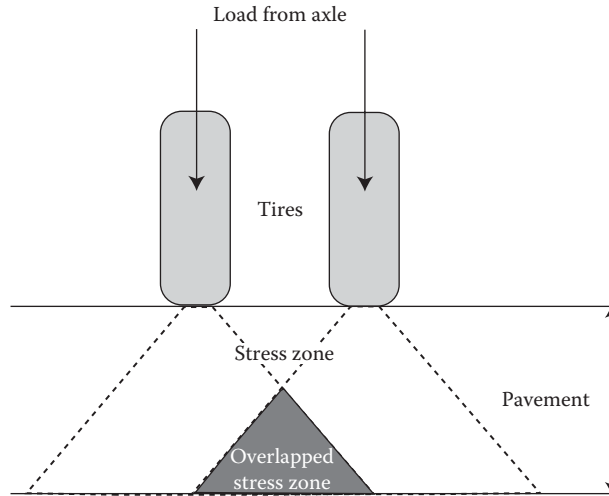 Load from axle
Tires
Stress zone
Pavement
Overlapped
stress zone